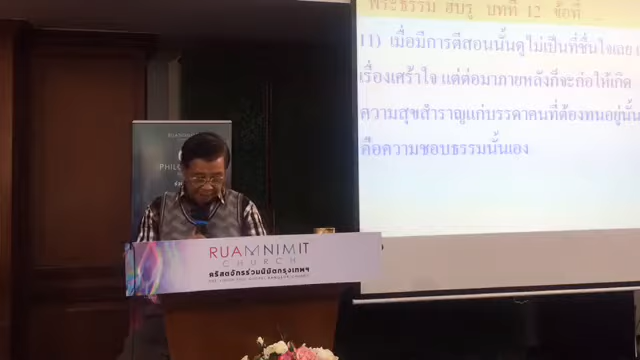 พระธรรม ฮีบรู บทที่ 12 ข้อที่
11) เมื่อมีการตีสอนนั้นดูไม่เป็นที่ชื่นใจเลย
เรื่องเศร้าใจ แต่ต่อมาภายหลังก็จะก่อให้เกิด
ความสุขสำราญแก่บรรดาคนที่ต้องทนอยู่นั้น
คือความชอบธรรมนั้นเอง
RUAMNIMIT
CHURCH
คริสตจักรร่วมนิมิตกรุงเทพฯ